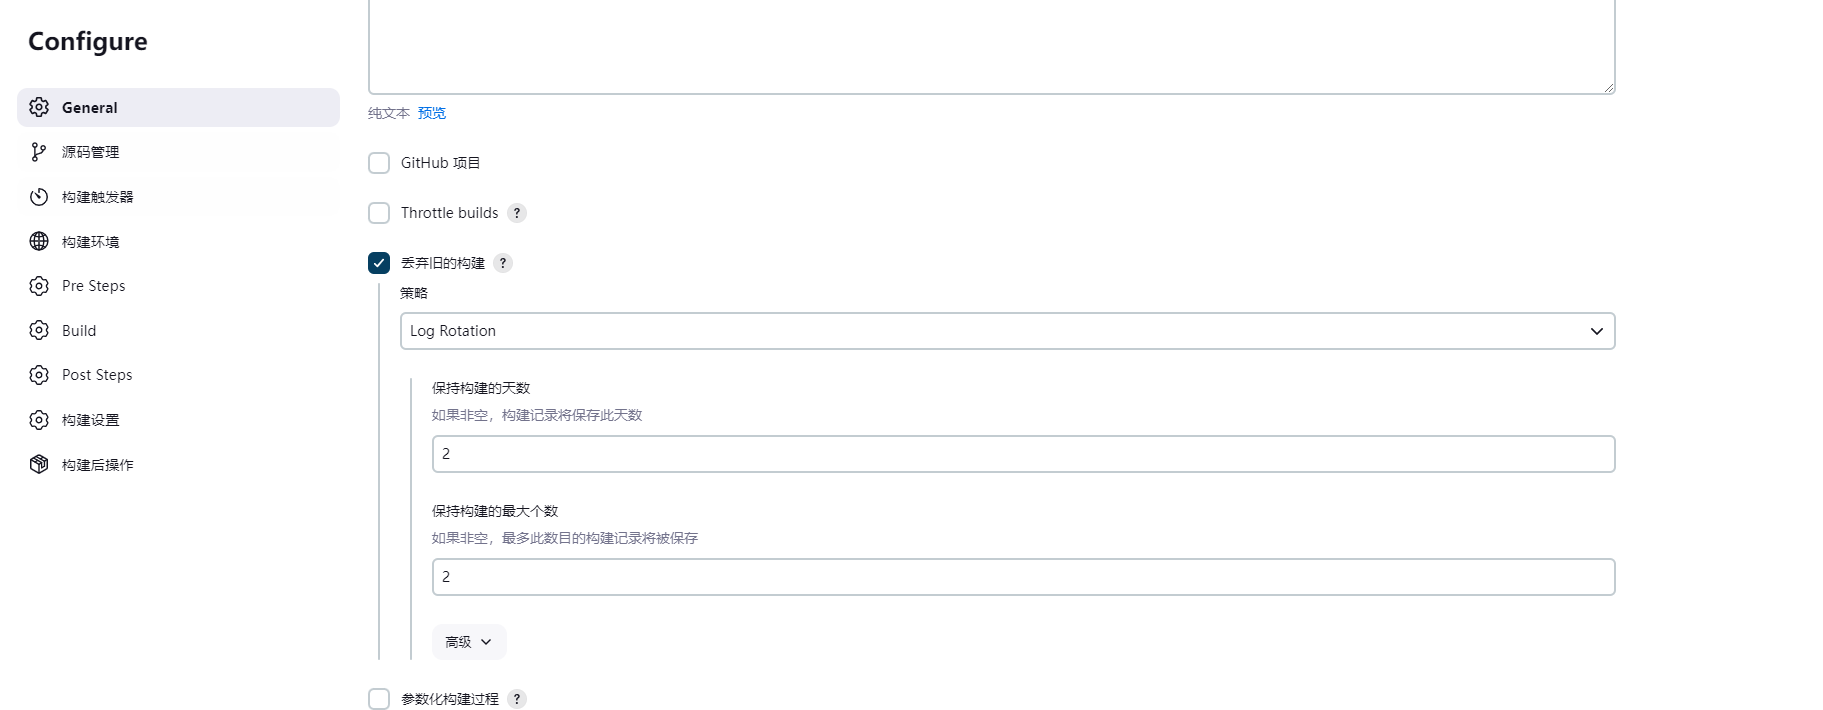 Configure
General
源码管理
构建触发器
构建环境
Pre Steps
Build
Post Steps
构建设置
构建后操作
纯文本 预览
GitHub 项目
Throttle builds ?
丢弃旧的构建 ?
策略
Log Rotation
保持构建的天数
如果非空，构建记录将保存此天数
2
保持构建的最大个数
如果非空，最多此数目的构建记录将被保存
2
高级
参数化构建过程 ?